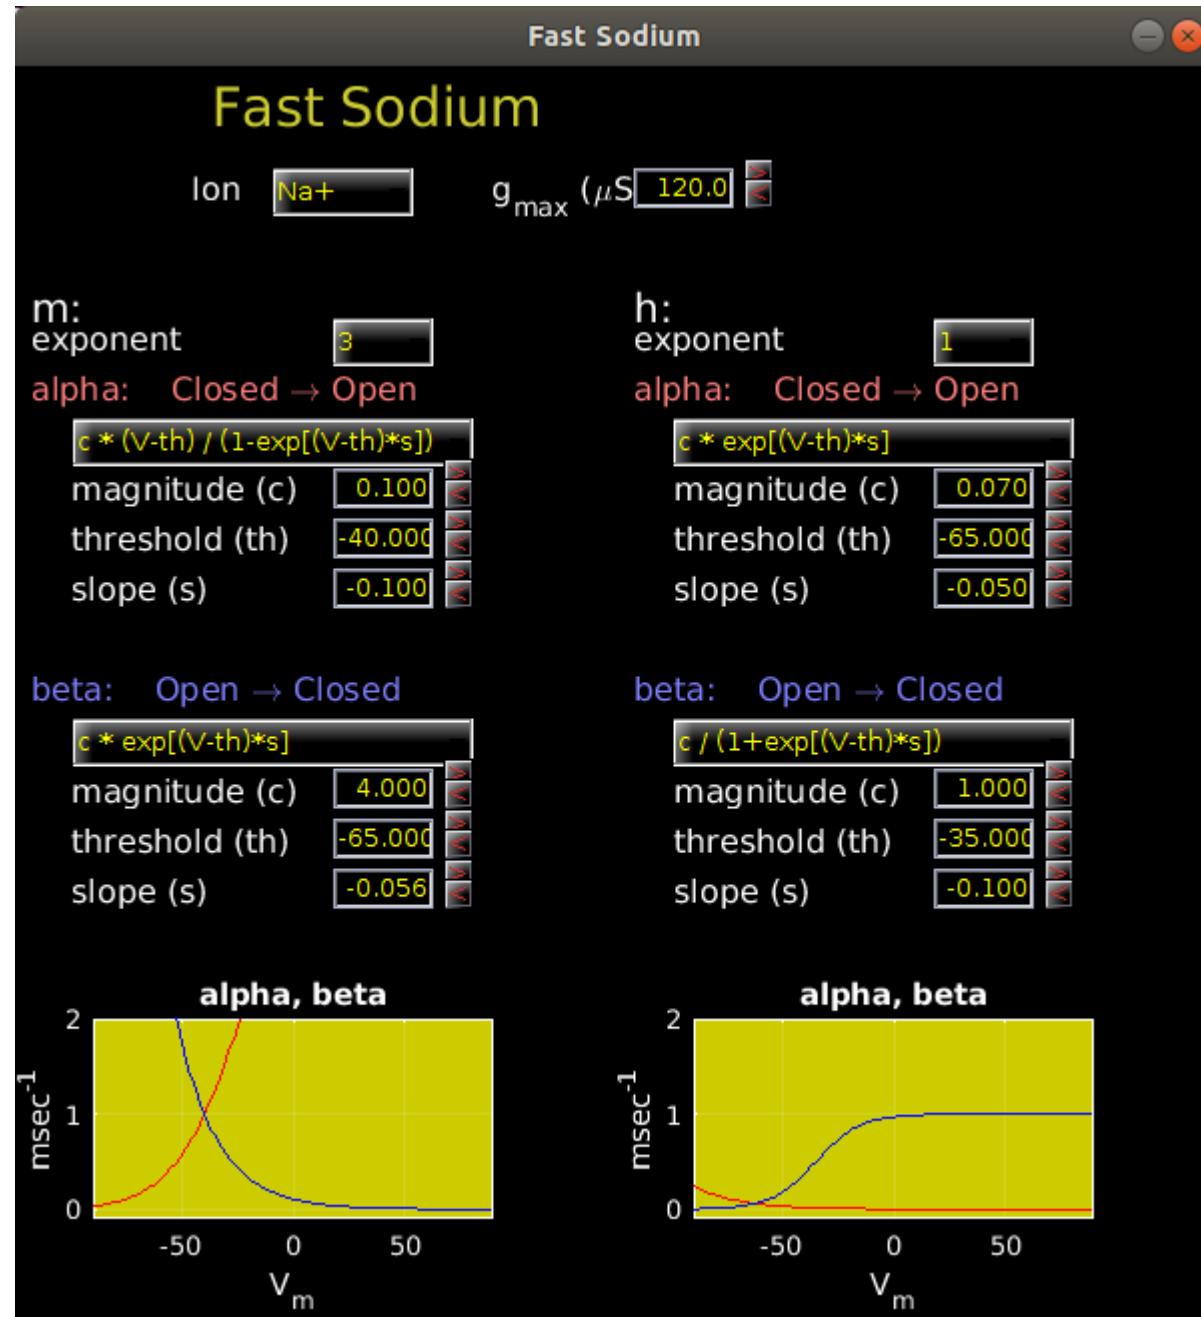 Fast Sodium
Fast Sodium
Ion Na+ g_max (μS 120.0 > <
m: h:
exponent 3 exponent 1
alpha: Closed → Open alpha: Closed → Open
c * (V-th) / (1-exp[(V-th)*s]) c * exp[(V-th)*s]
magnitude (c) 0.100 > < magnitude (c) 0.070 > <
threshold (th) -40.000 > < threshold (th) -65.000 > <
slope (s) -0.100 > < slope (s) -0.050 > <
beta: Open → Closed beta: Open → Closed
c * exp[(V-th)*s] c / (1+exp[(V-th)*s])
magnitude (c) 4.000 > < magnitude (c) 1.000 > <
threshold (th) -65.000 > < threshold (th) -35.000 > <
slope (s) -0.056 > < slope (s) -0.100 > <
alpha, beta alpha, beta
2 2
msec^-1 msec^-1
1 1
0 0
-50 0 50 -50 0 50
V_m V_m